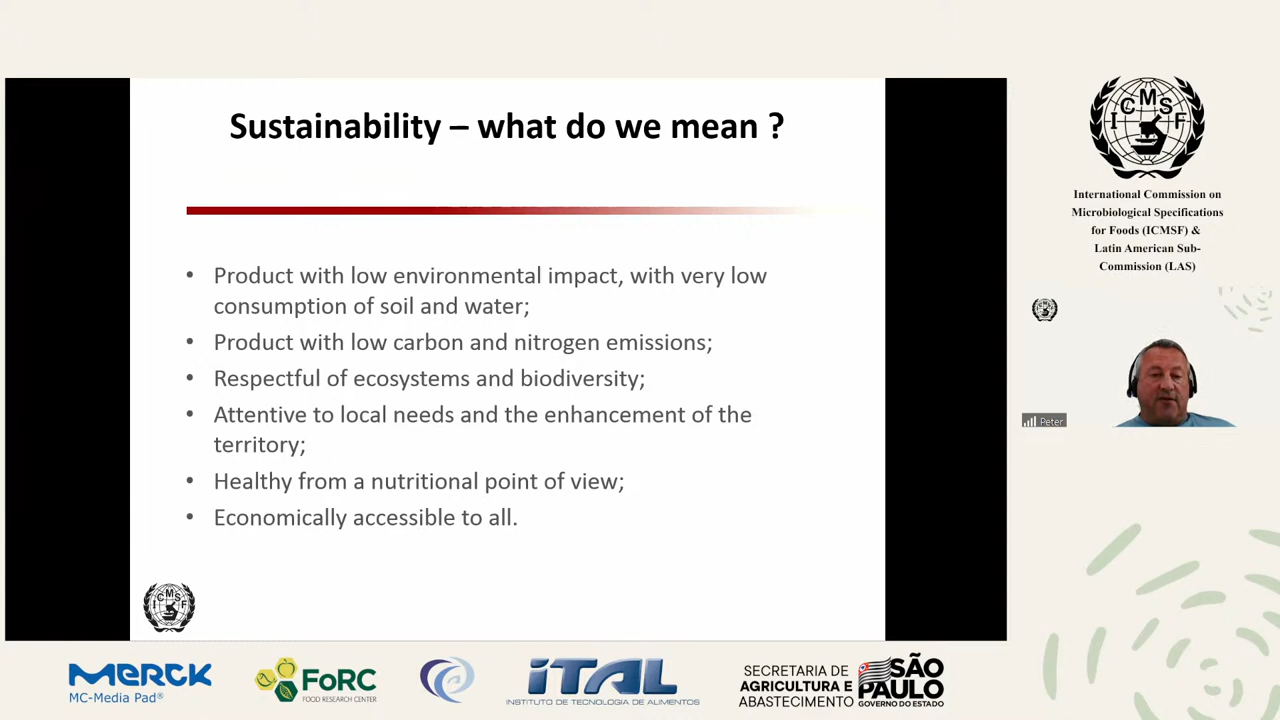 Sustainability – what do we mean ?
• Product with low environmental impact, with very low
consumption of soil and water;
• Product with low carbon and nitrogen emissions;
• Respectful of ecosystems and biodiversity;
• Attentive to local needs and the enhancement of the
territory;
• Healthy from a nutritional point of view;
• Economically accessible to all.
ICMSF
ICMSF
International Commission on
Microbiological Specifications
for Foods (ICMSF) &
Latin American Sub-
Commission (LAS)
Peter
MERCK
MC-Media Pad®
FoRC
FOOD RESEARCH CENTER
iTAL
INSTITUTO DE TECNOLOGIA DE ALIMENTOS
SECRETARIA DE
AGRICULTURA E
ABASTECIMENTO
SÃO
PAULO
GOVERNO DO ESTADO